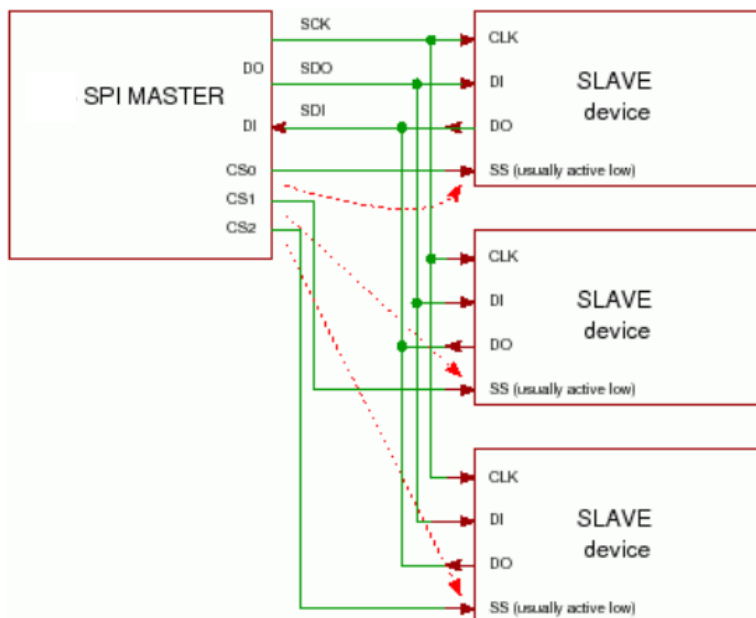 SCK
DO SDO
SPI MASTER
SDI
DI
CS0
CS1
CS2
CLK
DI
SLAVE
device
DO
SS (usually active low)
CLK
DI
SLAVE
device
DO
SS (usually active low)
CLK
DI
SLAVE
device
DO
SS (usually active low)